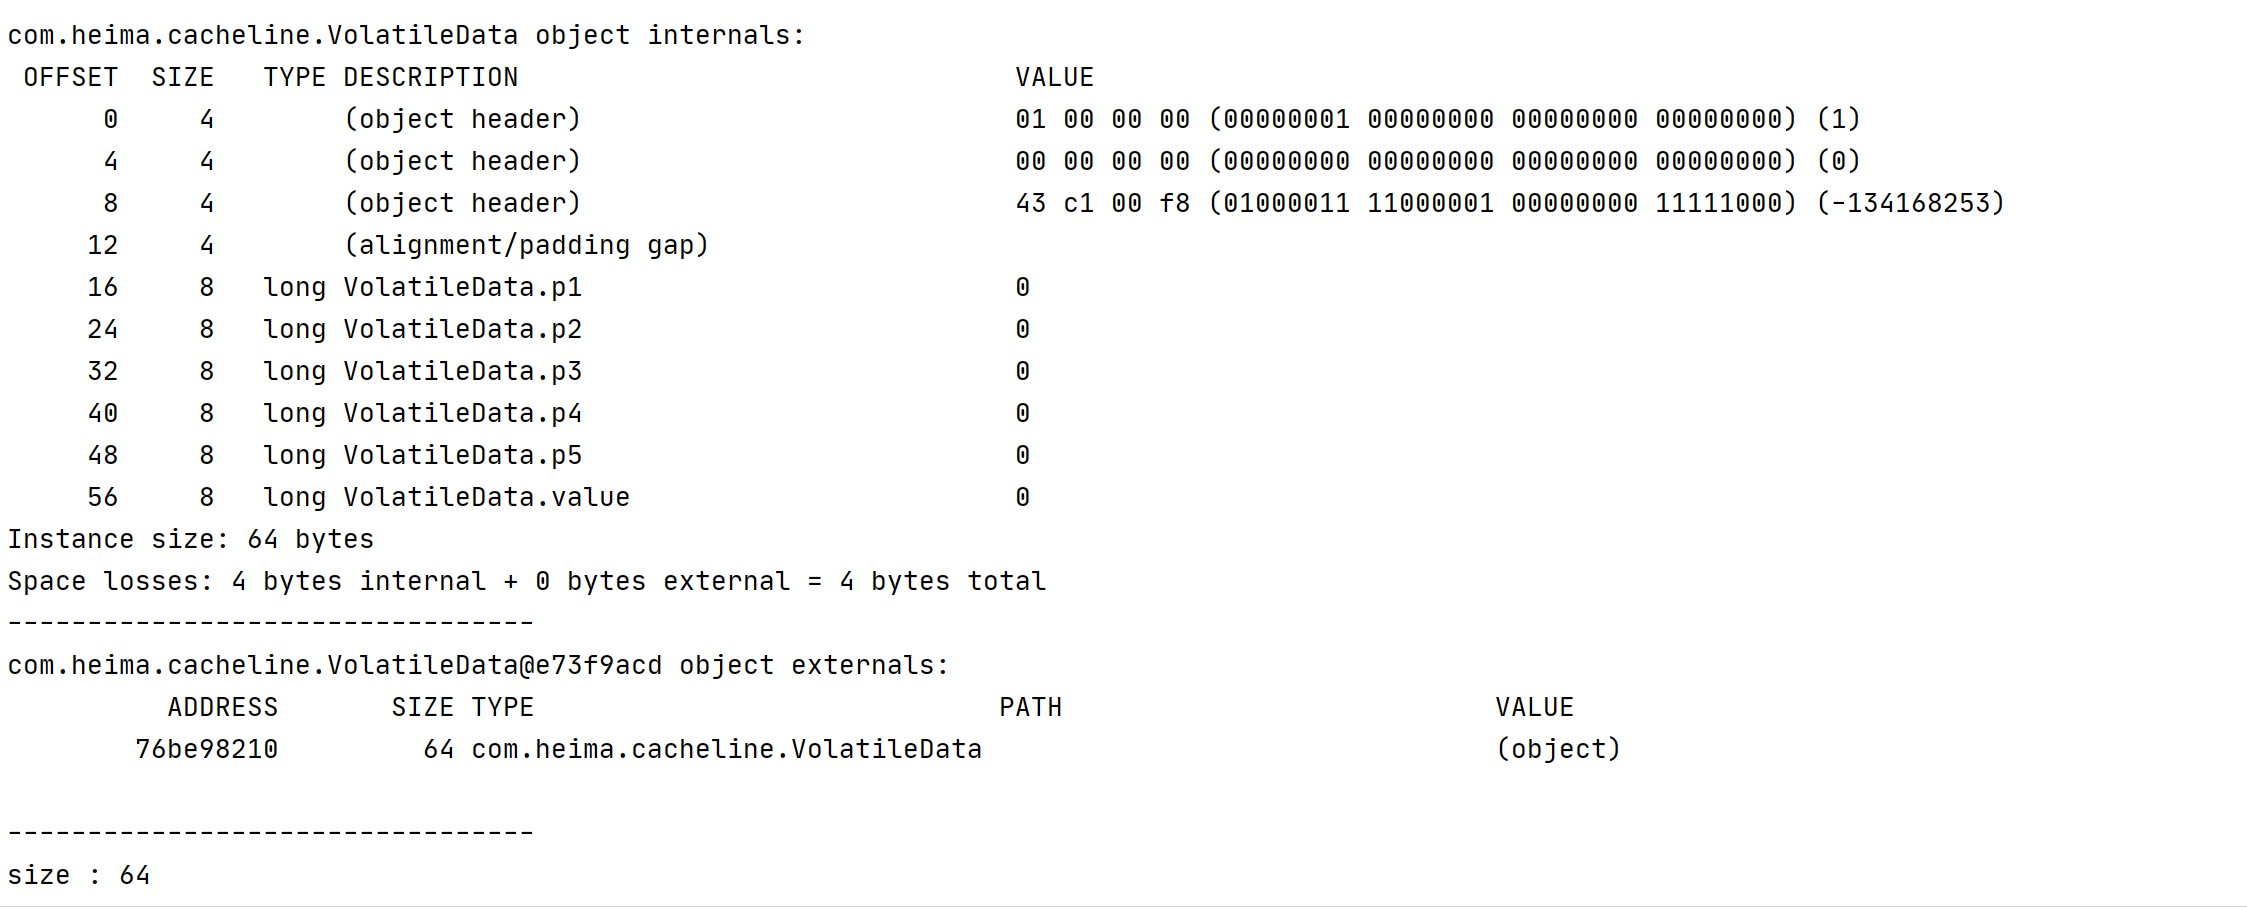 com.heima.cacheline.VolatileData object internals:
 OFFSET  SIZE   TYPE DESCRIPTION                               VALUE
      0     4        (object header)                           01 00 00 00 (00000001 00000000 00000000 00000000) (1)
      4     4        (object header)                           00 00 00 00 (00000000 00000000 00000000 00000000) (0)
      8     4        (object header)                           43 c1 00 f8 (01000011 11000001 00000000 11111000) (-134168253)
     12     4        (alignment/padding gap)
     16     8   long VolatileData.p1                           0
     24     8   long VolatileData.p2                           0
     32     8   long VolatileData.p3                           0
     40     8   long VolatileData.p4                           0
     48     8   long VolatileData.p5                           0
     56     8   long VolatileData.value                        0
Instance size: 64 bytes
Space losses: 4 bytes internal + 0 bytes external = 4 bytes total
---------------------------------
com.heima.cacheline.VolatileData@e73f9acd object externals:
          ADDRESS       SIZE TYPE                             PATH                           VALUE
        76be98210         64 com.heima.cacheline.VolatileData                                (object)
---------------------------------
size : 64